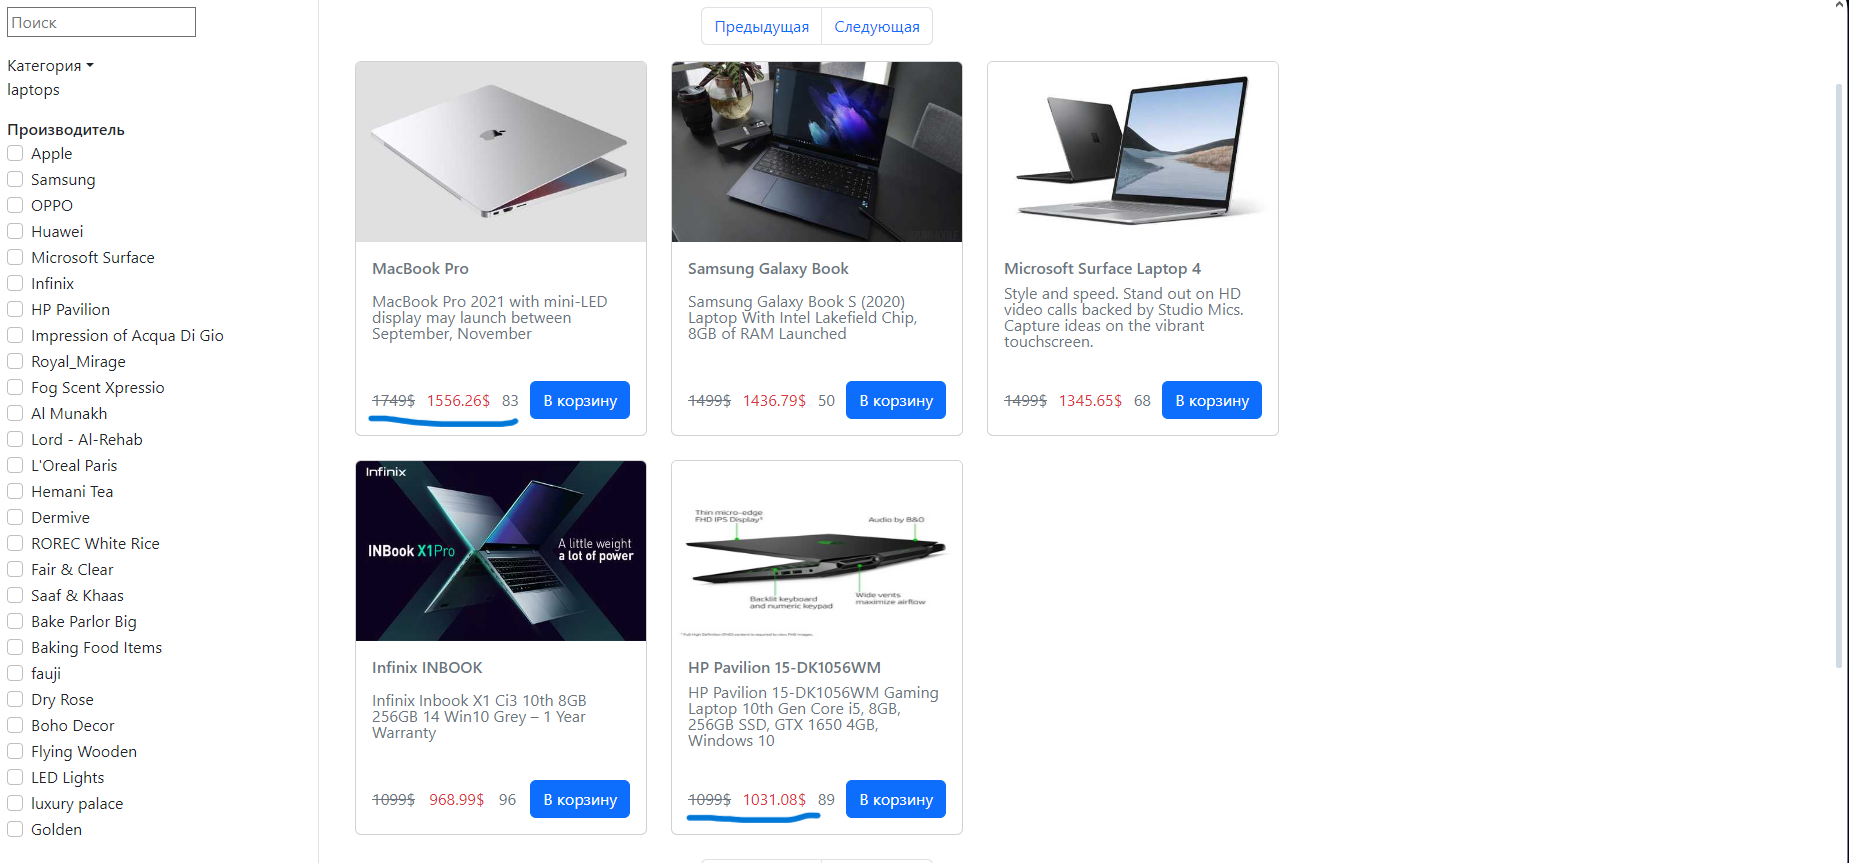 Поиск
Предыдущая Следующая
Категория
laptops
Производитель
Apple
Samsung
OPPO
Huawei
Microsoft Surface
Infinix
HP Pavilion
Impression of Acqua Di Gio
Royal_Mirage
Fog Scent Xpressio
Al Munakh
Lord - Al-Rehab
L'Oreal Paris
Hemani Tea
Dermive
ROREC White Rice
Fair & Clear
Saaf & Khaas
Bake Parlor Big
Baking Food Items
fauji
Dry Rose
Boho Decor
Flying Wooden
LED Lights
luxury palace
Golden
MacBook Pro
MacBook Pro 2021 with mini-LED
display may launch between
September, November
1749$ 1556.26$ 83 В корзину
Samsung Galaxy Book
Samsung Galaxy Book S (2020)
Laptop With Intel Lakefield Chip,
8GB of RAM Launched
1499$ 1436.79$ 50 В корзину
Microsoft Surface Laptop 4
Style and speed. Stand out on HD
video calls backed by Studio Mics.
Capture ideas on the vibrant
touchscreen.
1499$ 1345.65$ 68 В корзину
Infinix
INBook X1Pro
A little weight
a lot of power
Infinix INBOOK
Infinix Inbook X1 Ci3 10th 8GB
256GB 14 Win10 Grey – 1 Year
Warranty
1099$ 968.99$ 96 В корзину
Thin micro-edge
FHD IPS Display*
Audio by B&O
Backlit keyboard
and numeric keypad
Wide vents
maximize airflow
HP Pavilion 15-DK1056WM
HP Pavilion 15-DK1056WM Gaming
Laptop 10th Gen Core i5, 8GB,
256GB SSD, GTX 1650 4GB,
Windows 10
1099$ 1031.08$ 89 В корзину